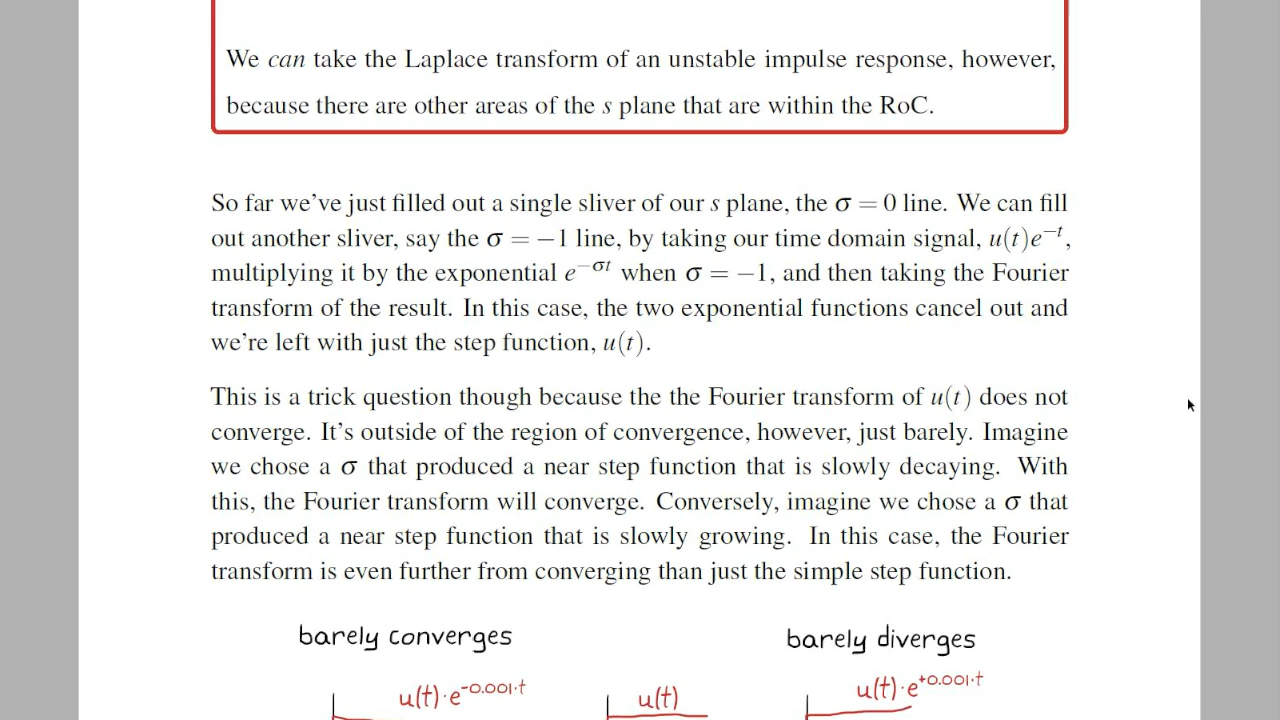 We can take the Laplace transform of an unstable impulse response, however,
because there are other areas of the s plane that are within the RoC.
So far we've just filled out a single sliver of our s plane, the σ = 0 line. We can fill
out another sliver, say the σ = −1 line, by taking our time domain signal, u(t)e^{−t},
multiplying it by the exponential e^{−σt} when σ = −1, and then taking the Fourier
transform of the result. In this case, the two exponential functions cancel out and
we're left with just the step function, u(t).
This is a trick question though because the the Fourier transform of u(t) does not
converge. It's outside of the region of convergence, however, just barely. Imagine
we chose a σ that produced a near step function that is slowly decaying. With
this, the Fourier transform will converge. Conversely, imagine we chose a σ that
produced a near step function that is slowly growing. In this case, the Fourier
transform is even further from converging than just the simple step function.
barely converges barely diverges
u(t)·e^{-0.001·t} u(t) u(t)·e^{+0.001·t}